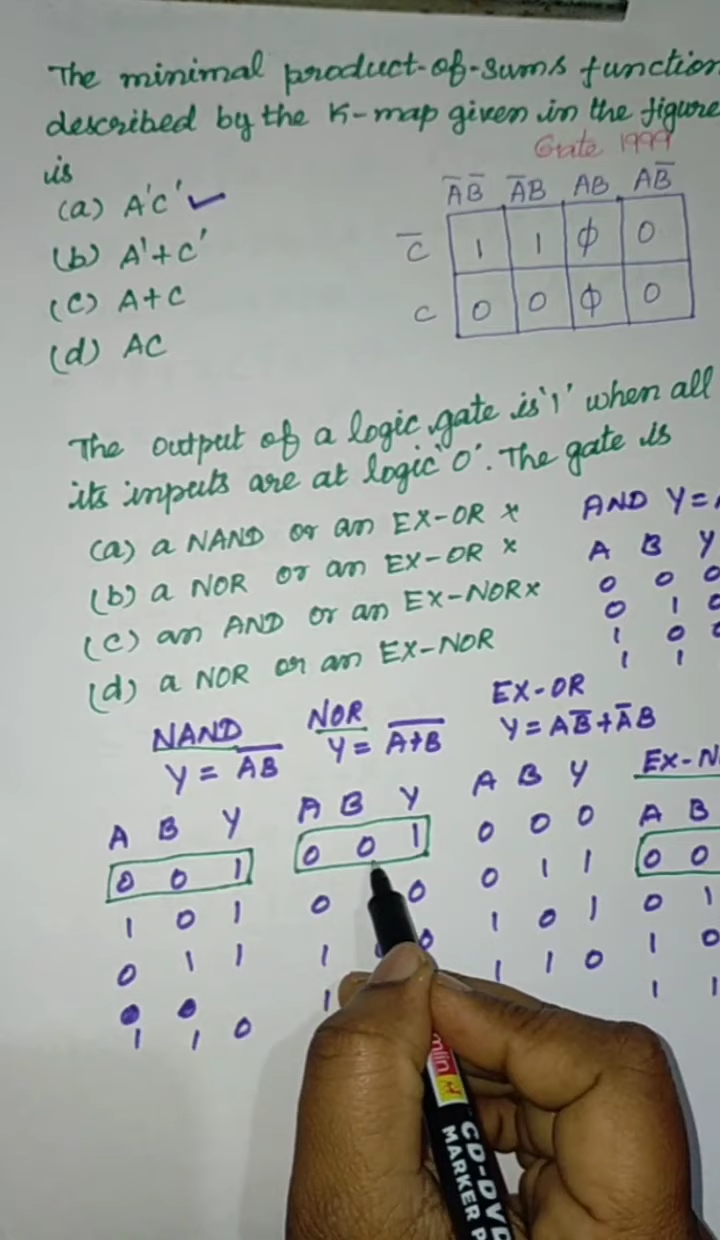 The minimal product-of-sums function
described by the K-map given in the figure
is
Gate 1999
(a) A'C' ✓
(b) A'+C'
(c) A+C
(d) AC
A̅B̅ A̅B AB AB̅
C̅ 1 1 ϕ 0
C 0 0 ϕ 0
The output of a logic gate is '1' when all
its inputs are at logic '0'. The gate is
(a) a NAND or an EX-OR ×
(b) a NOR or an EX-OR ×
(c) an AND or an EX-NOR×
(d) a NOR or an EX-NOR
AND Y=
A B Y
0 0 0
0 1 0
1 0 0
1 1
NAND
Y = A̅B̅
A B Y
0 0 1
1 0 1
0 1 1
1 1 0
NOR
Y = A̅+̅B̅
A B Y
0 0 1
0 0
1 0
1
EX-OR
Y = AB̅+A̅B
A B Y
0 0 0
0 1 1
1 0 1
1 1 0
EX-N
A B
0 0
0 1
1 0
1 1
CD-DVD
MARKER P